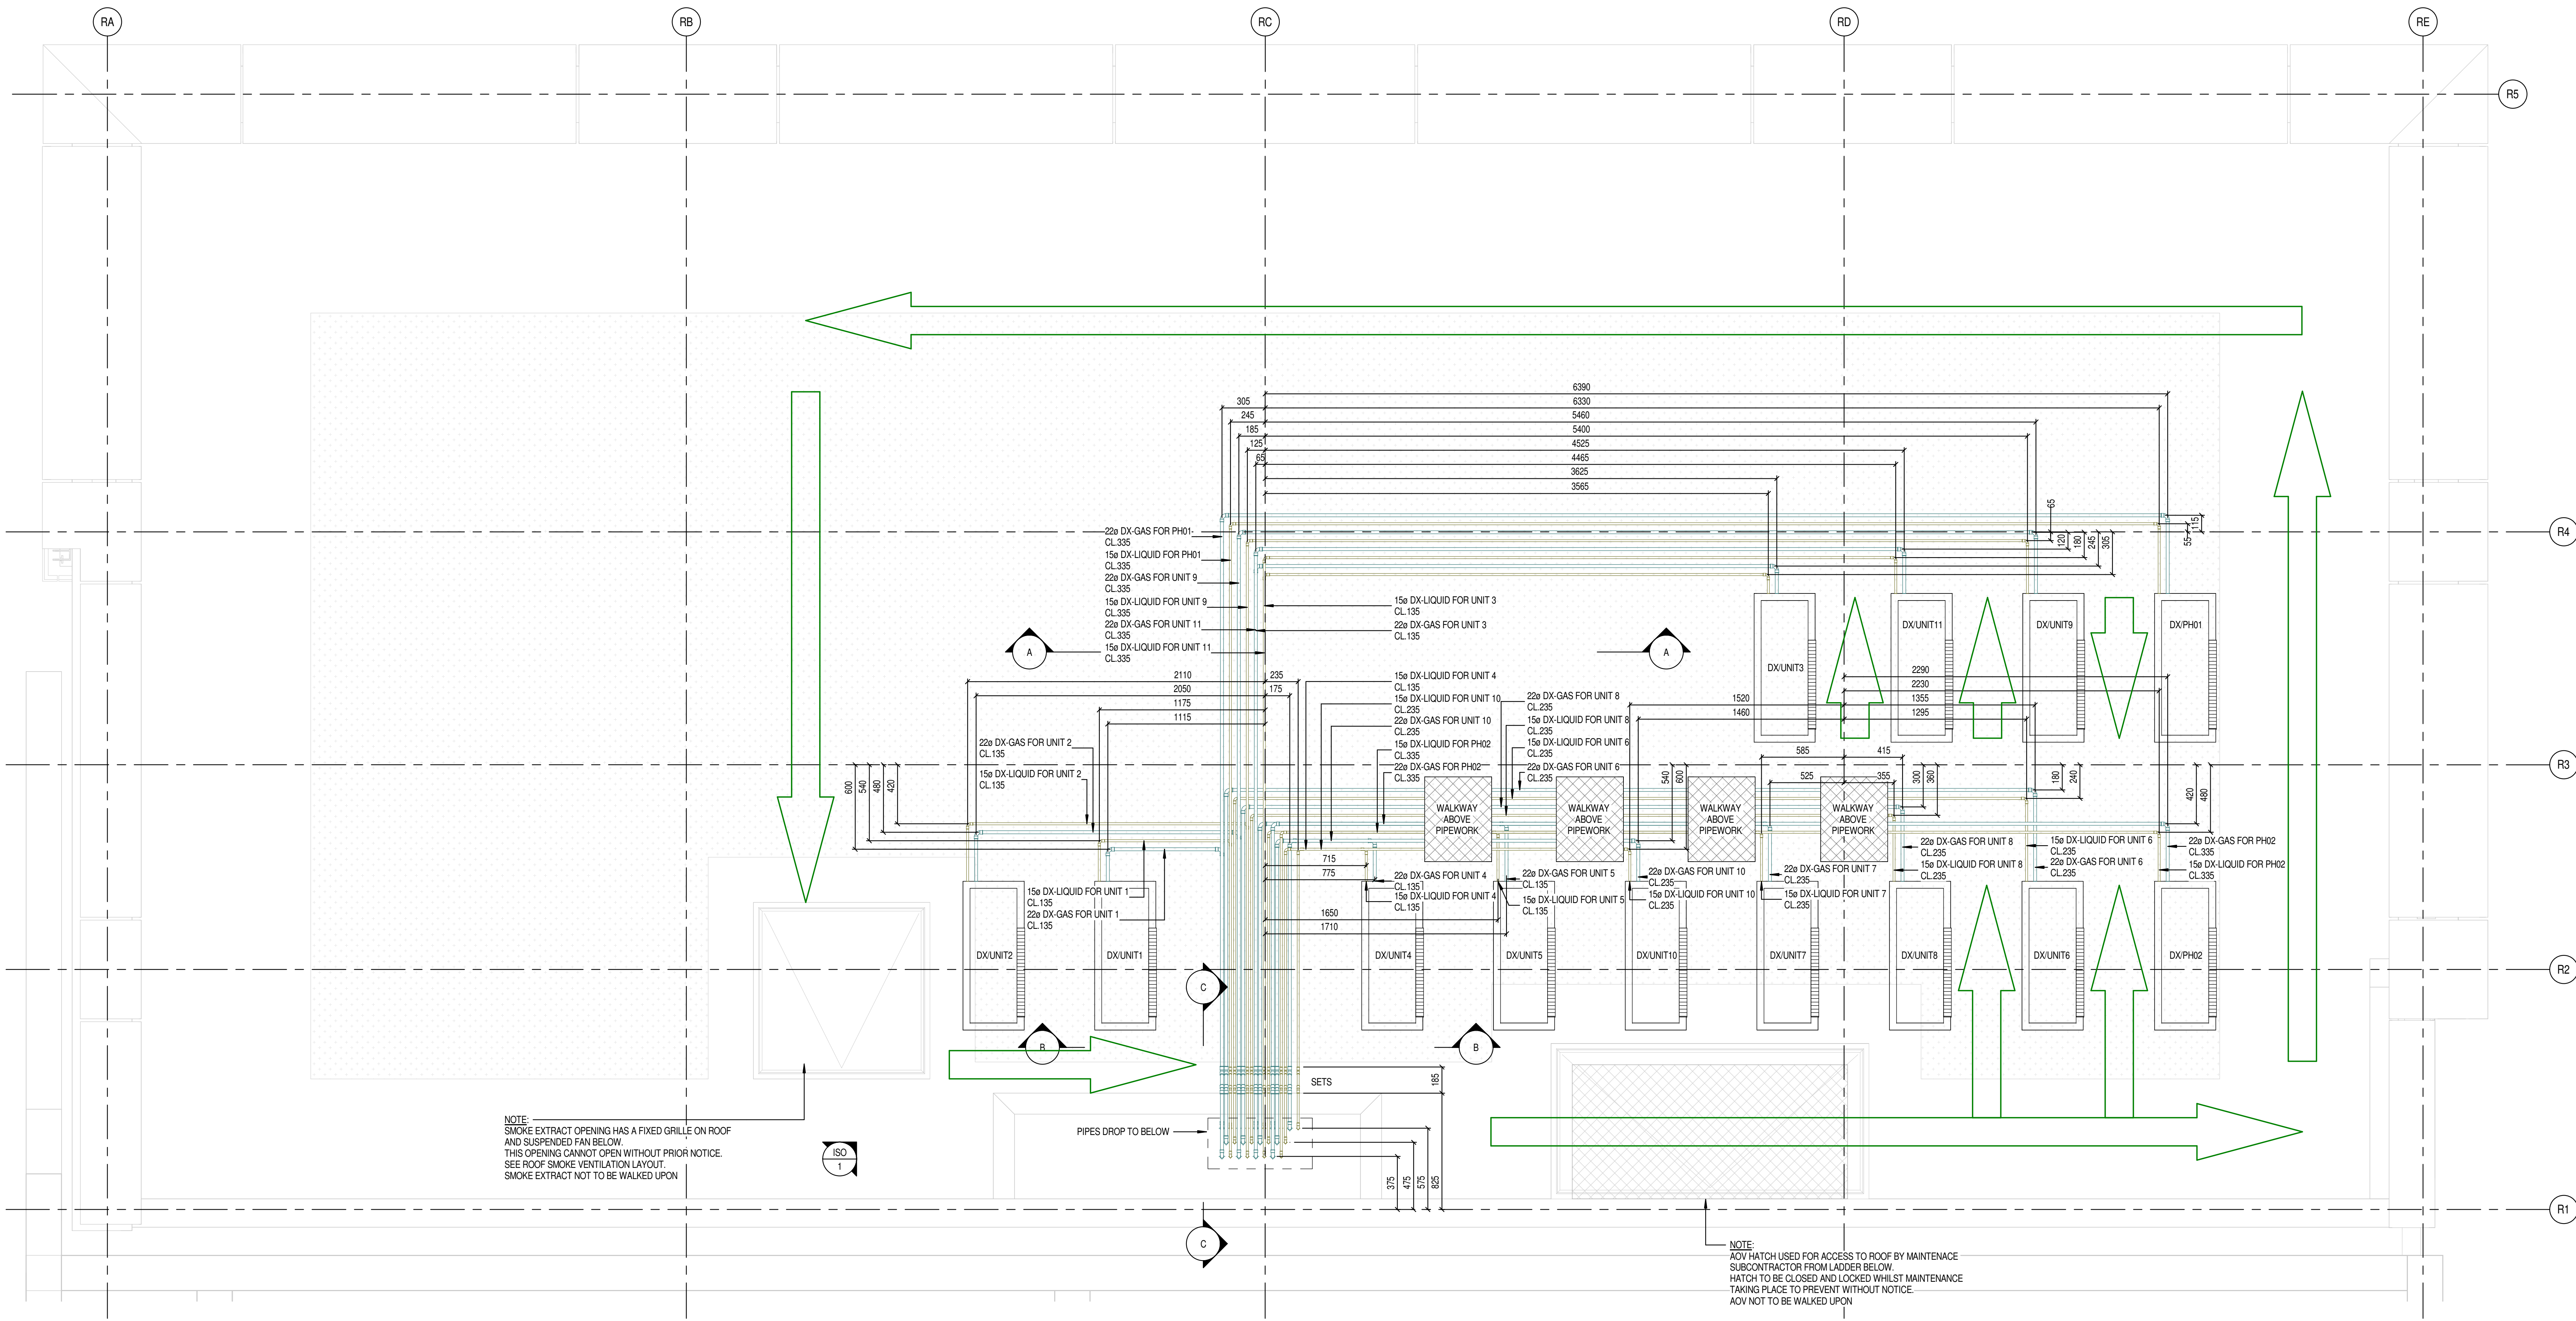 RA
RB
RC
RD
RE
R5
6390
305
6330
245
5460
185
5400
125
4525
65
4465
3625
3565
65
115
55
120
180
245
305
R4
22ø DX-GAS FOR PH01
CL.335
15ø DX-LIQUID FOR PH01
CL.335
22ø DX-GAS FOR UNIT 9
CL.335
15ø DX-LIQUID FOR UNIT 9
CL.335
22ø DX-GAS FOR UNIT 11
CL.335
15ø DX-LIQUID FOR UNIT 11
CL.335
15ø DX-LIQUID FOR UNIT 3
CL.135
22ø DX-GAS FOR UNIT 3
CL.135
A
A
DX/UNIT3
DX/UNIT11
DX/UNIT9
DX/PH01
2110
235
2050
175
1175
1115
15ø DX-LIQUID FOR UNIT 4
CL.135
15ø DX-LIQUID FOR UNIT 10
CL.235
22ø DX-GAS FOR UNIT 10
CL.235
15ø DX-LIQUID FOR PH02
CL.335
22ø DX-GAS FOR PH02
CL.335
22ø DX-GAS FOR UNIT 8
CL.235
15ø DX-LIQUID FOR UNIT 8
CL.235
15ø DX-LIQUID FOR UNIT 6
CL.235
22ø DX-GAS FOR UNIT 6
CL.235
2290
2230
1520
1355
1460
1295
585
415
525
355
22ø DX-GAS FOR UNIT 2
CL.135
15ø DX-LIQUID FOR UNIT 2
CL.135
600
540
480
420
540
600
300
360
180
240
420
480
R3
WALKWAY
ABOVE
PIPEWORK
WALKWAY
ABOVE
PIPEWORK
WALKWAY
ABOVE
PIPEWORK
WALKWAY
ABOVE
PIPEWORK
715
775
22ø DX-GAS FOR UNIT 4
CL.135
15ø DX-LIQUID FOR UNIT 4
CL.135
22ø DX-GAS FOR UNIT 5
CL.135
15ø DX-LIQUID FOR UNIT 5
CL.135
22ø DX-GAS FOR UNIT 10
CL.235
15ø DX-LIQUID FOR UNIT 10
CL.235
22ø DX-GAS FOR UNIT 7
CL.235
15ø DX-LIQUID FOR UNIT 7
CL.235
22ø DX-GAS FOR UNIT 8
CL.235
15ø DX-LIQUID FOR UNIT 8
CL.235
15ø DX-LIQUID FOR UNIT 6
CL.235
22ø DX-GAS FOR UNIT 6
CL.235
22ø DX-GAS FOR PH02
CL.335
15ø DX-LIQUID FOR PH02
CL.335
15ø DX-LIQUID FOR UNIT 1
CL.135
22ø DX-GAS FOR UNIT 1
CL.135
1650
1710
DX/UNIT2
DX/UNIT1
DX/UNIT4
DX/UNIT5
DX/UNIT10
DX/UNIT7
DX/UNIT8
DX/UNIT6
DX/PH02
R2
C
B
B
SETS
185
PIPES DROP TO BELOW
375
475
575
825
NOTE:
SMOKE EXTRACT OPENING HAS A FIXED GRILLE ON ROOF
AND SUSPENDED FAN BELOW.
THIS OPENING CANNOT OPEN WITHOUT PRIOR NOTICE.
SEE ROOF SMOKE VENTILATION LAYOUT.
SMOKE EXTRACT NOT TO BE WALKED UPON
ISO
1
R1
C
NOTE:
AOV HATCH USED FOR ACCESS TO ROOF BY MAINTENACE
SUBCONTRACTOR FROM LADDER BELOW.
HATCH TO BE CLOSED AND LOCKED WHILST MAINTENANCE
TAKING PLACE TO PREVENT WITHOUT NOTICE.
AOV NOT TO BE WALKED UPON